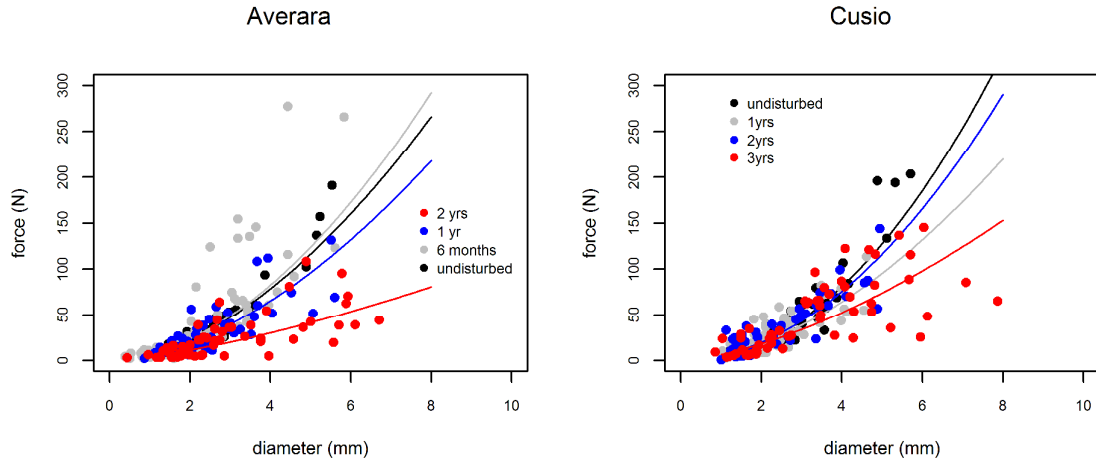 Averara
force (N)
300
250
200
150
100
50
0
2 yrs
1 yr
6 months
undisturbed
0 2 4 6 8 10
diameter (mm)
Cusio
force (N)
300
250
200
150
100
50
0
undisturbed
1yrs
2yrs
3yrs
0 2 4 6 8 10
diameter (mm)